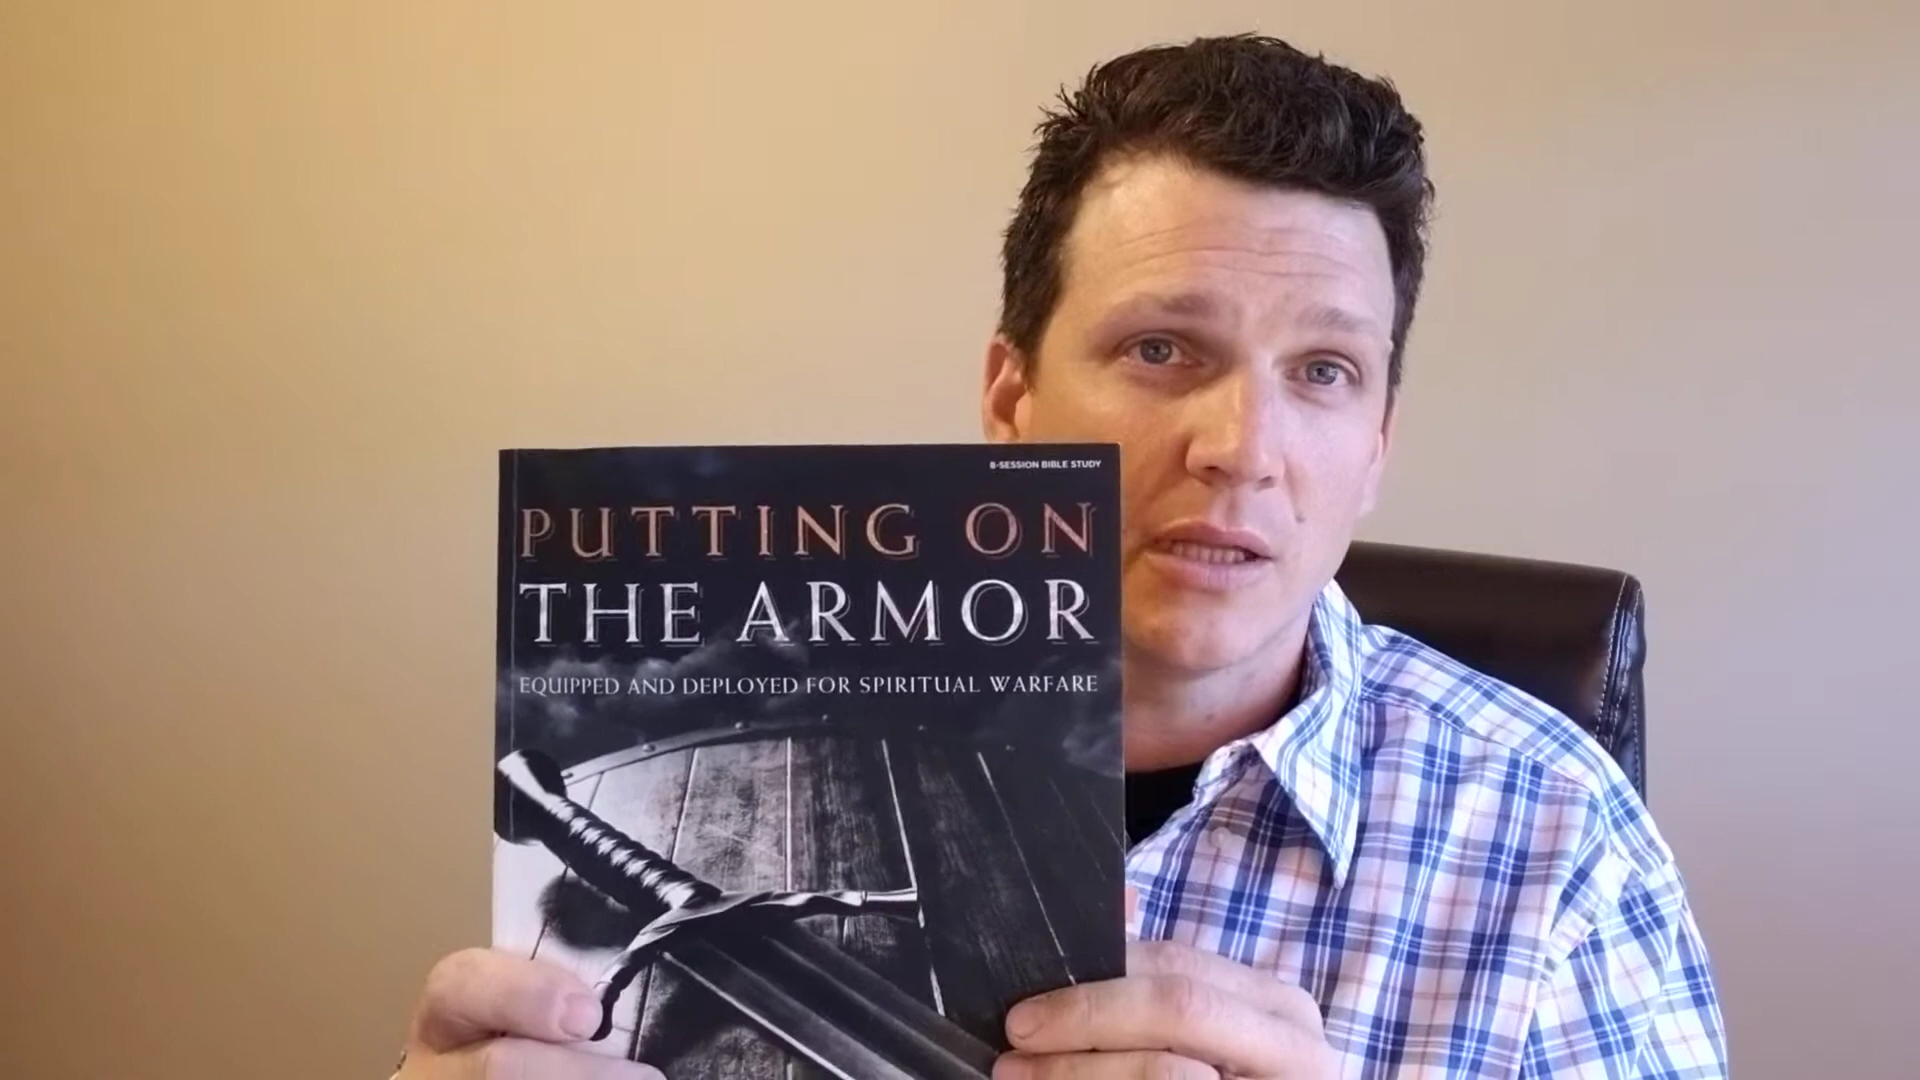 8-SESSION BIBLE STUDY
PUTTING ON
THE ARMOR
EQUIPPED AND DEPLOYED FOR SPIRITUAL WARFARE